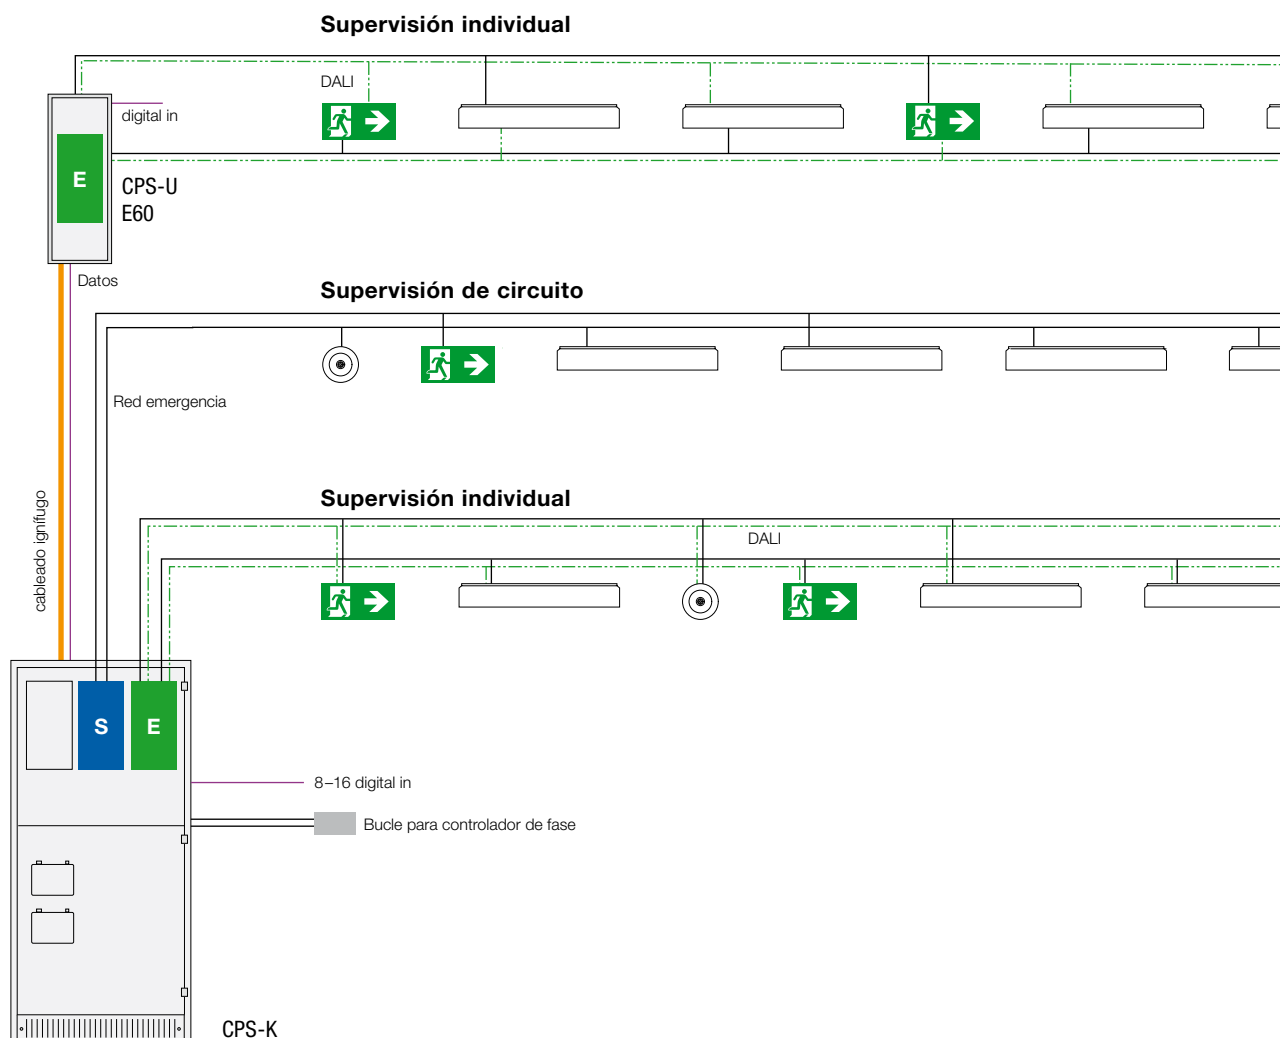 Supervisión individual
DALI
digital in
E
CPS-U
E60
Datos
Supervisión de circuito
Red emergencia
cableado ignífugo
Supervisión individual
DALI
S
E
8–16 digital in
Bucle para controlador de fase
CPS-K